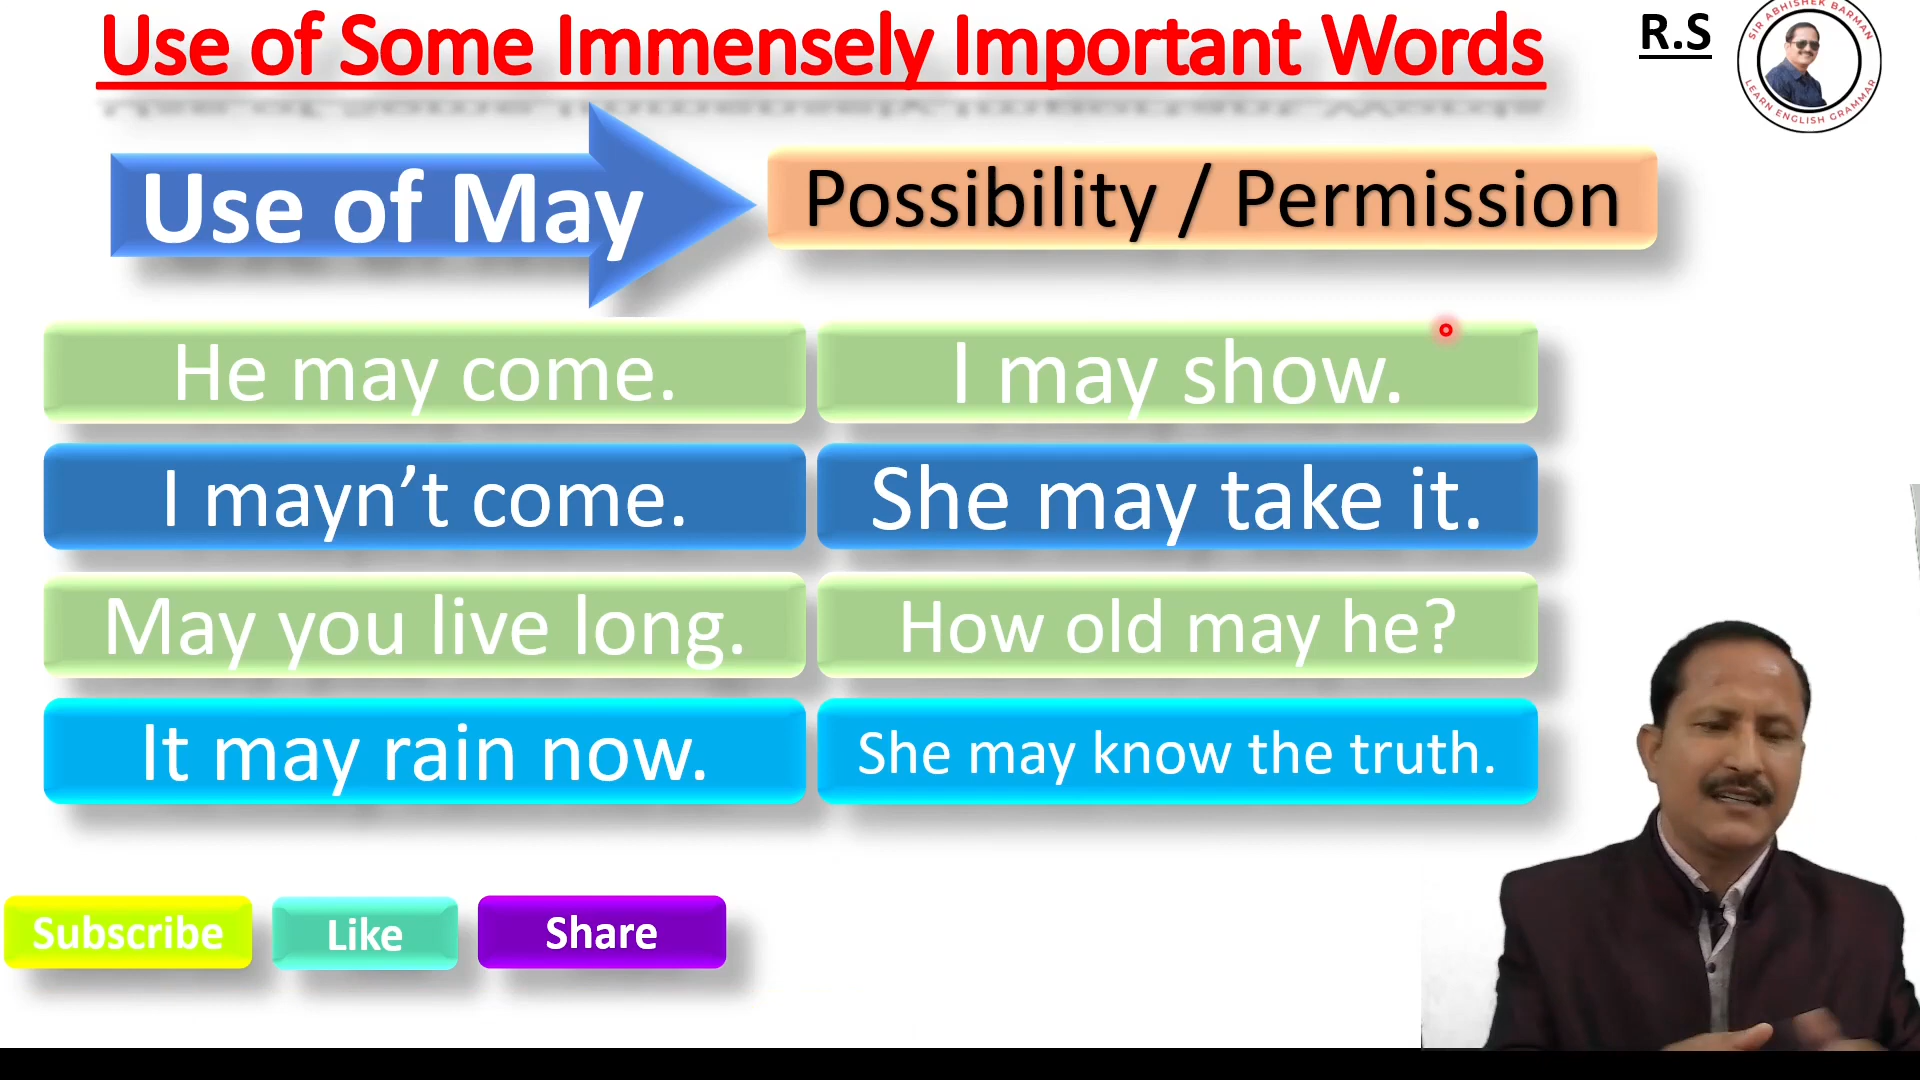 Use of Some Immensely Important Words
R.S
SIR ABHISHEK BARMAN
LEARN ENGLISH GRAMMAR
Use of May
Possibility / Permission
He may come.
I may show.
I mayn’t come.
She may take it.
May you live long.
How old may he?
It may rain now.
She may know the truth.
Subscribe
Like
Share